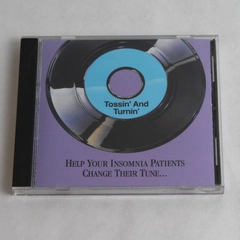 Tossin' And
Turnin'
HELP YOUR INSOMNIA PATIENTS
CHANGE THEIR TUNE...